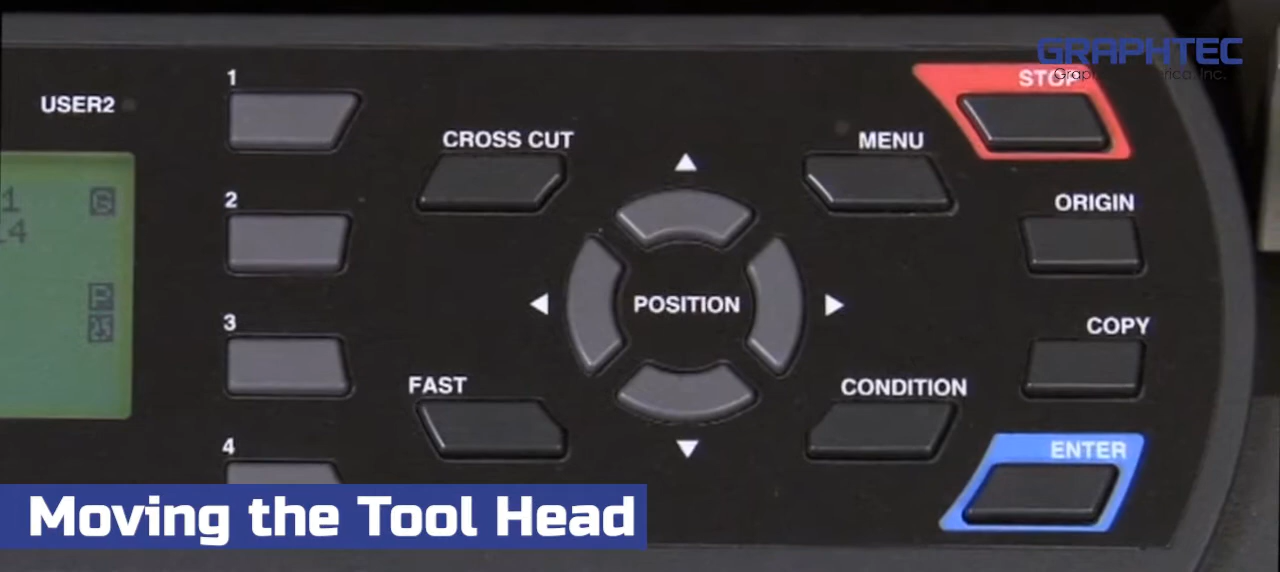 GRAPHTEC
1
USER2
STOP
CROSS CUT
MENU
2
ORIGIN
POSITION
3
COPY
FAST
CONDITION
4
ENTER
Moving the Tool Head